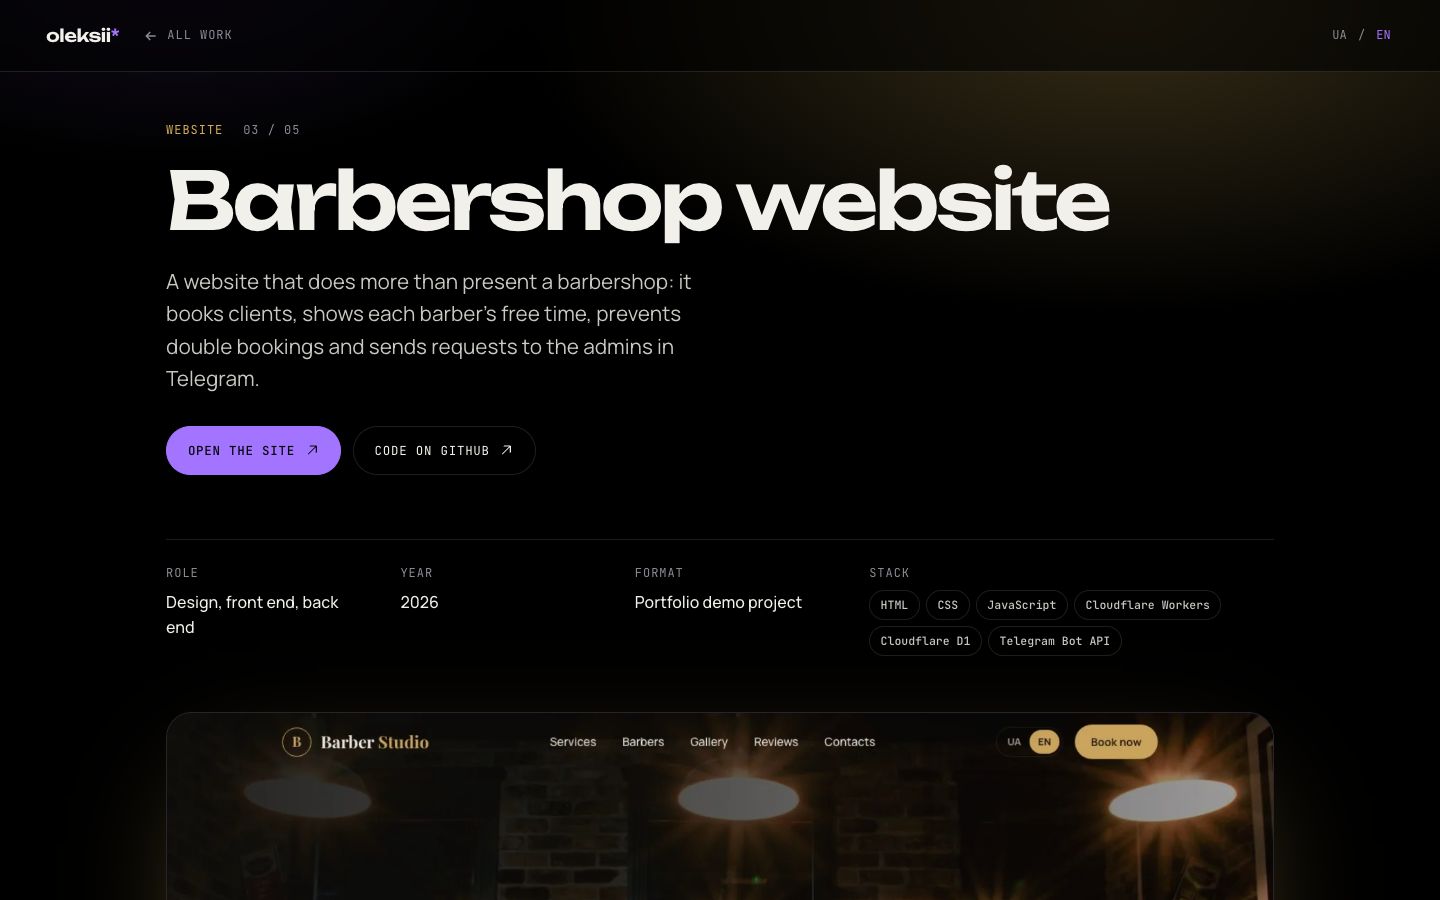 oleksii*
← ALL WORK
UA / EN
WEBSITE 03 / 05
Barbershop website
A website that does more than present a barbershop: it
books clients, shows each barber’s free time, prevents
double bookings and sends requests to the admins in
Telegram.
OPEN THE SITE ↗
CODE ON GITHUB ↗
ROLE
Design, front end, back
end
YEAR
2026
FORMAT
Portfolio demo project
STACK
HTML CSS JavaScript Cloudflare Workers
Cloudflare D1 Telegram Bot API
B Barber Studio
Services Barbers Gallery Reviews Contacts
UA EN
Book now